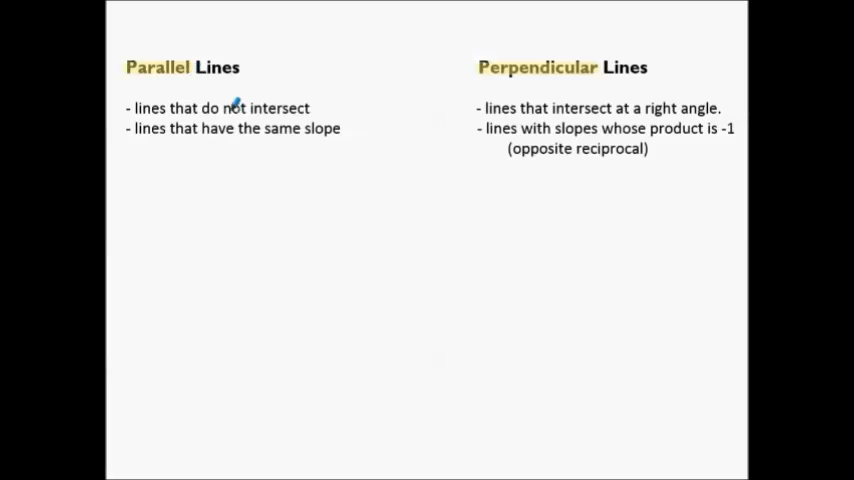 Parallel Lines
- lines that do not intersect
- lines that have the same slope
Perpendicular Lines
- lines that intersect at a right angle.
- lines with slopes whose product is -1
(opposite reciprocal)